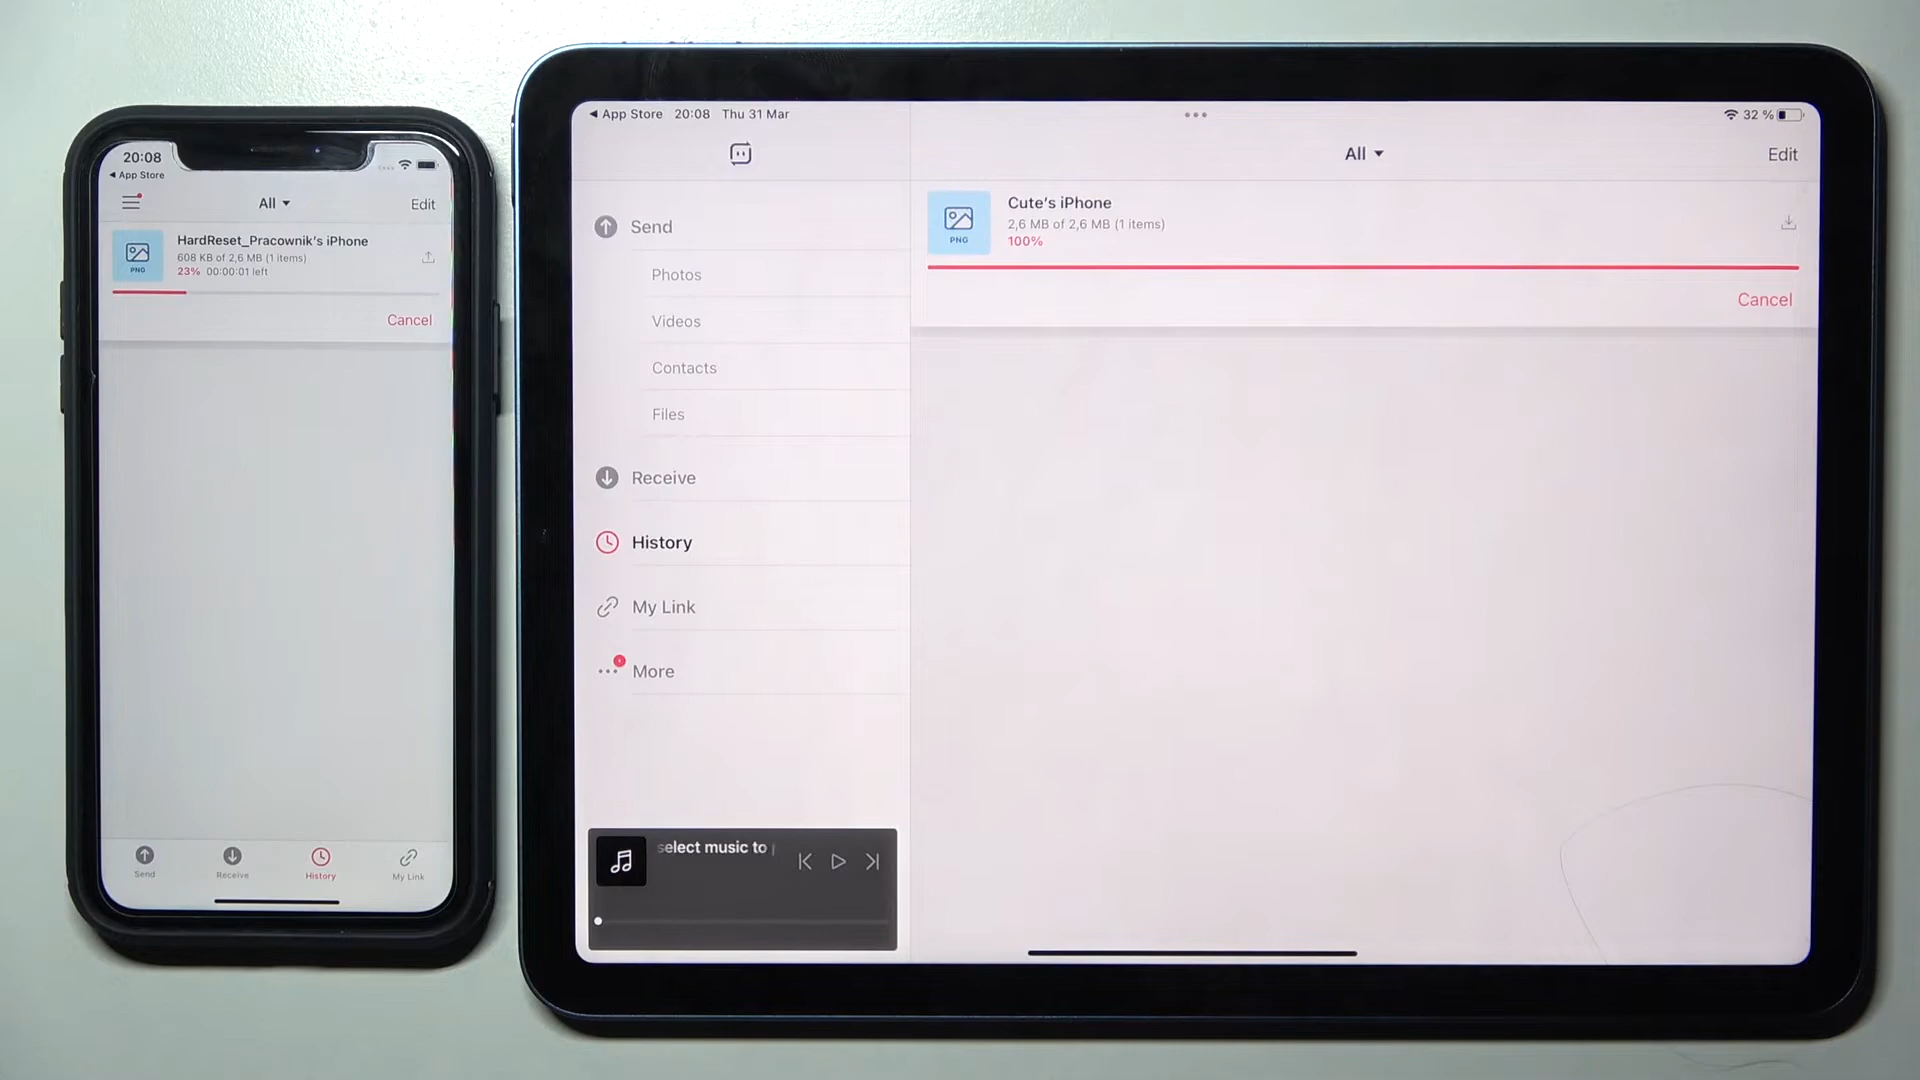 20:08
◀ App Store
All ▼
Edit
PNG
HardReset_Pracownik's iPhone
608 KB of 2,6 MB (1 items)
23% 00:00:01 left
Cancel
Send
Receive
History
My Link
◀ App Store 20:08 Thu 31 Mar
32 %
Send
Photos
Videos
Contacts
Files
Receive
History
My Link
More
select music to
All ▼
Edit
PNG
Cute's iPhone
2,6 MB of 2,6 MB (1 items)
100%
Cancel